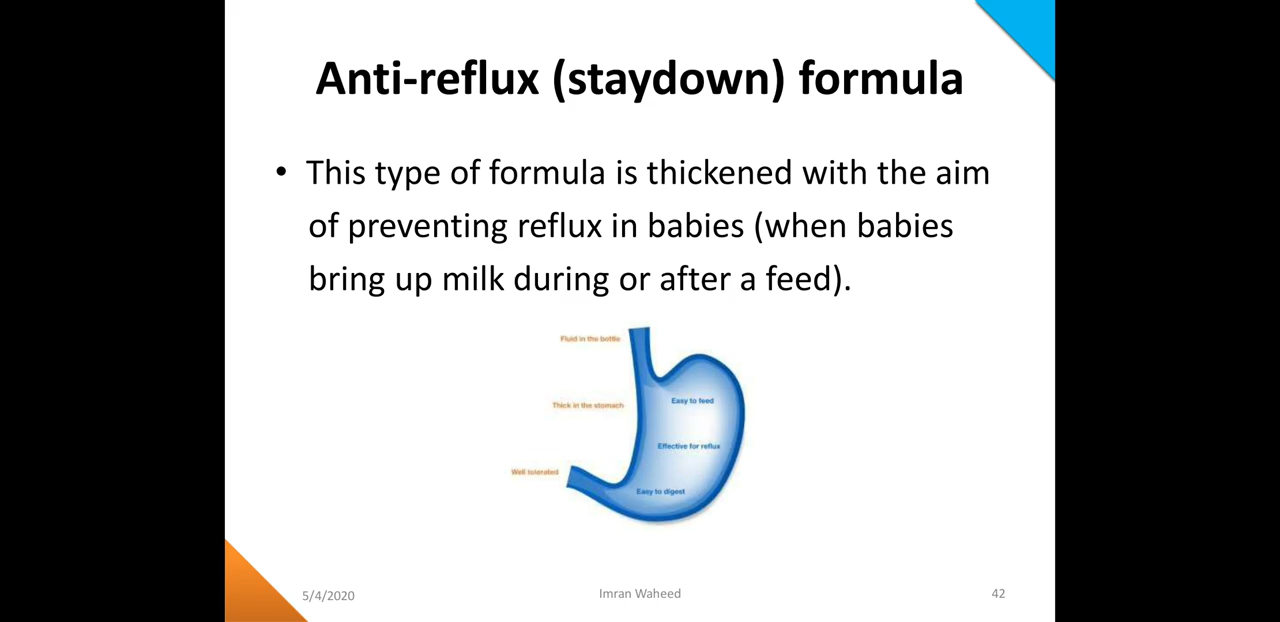 Anti-reflux (staydown) formula
• This type of formula is thickened with the aim
of preventing reflux in babies (when babies
bring up milk during or after a feed).
Fluid in the bottle
Thick in the stomach
Well tolerated
Easy to feed
Effective for reflux
Easy to digest
5/4/2020
Imran Waheed
42